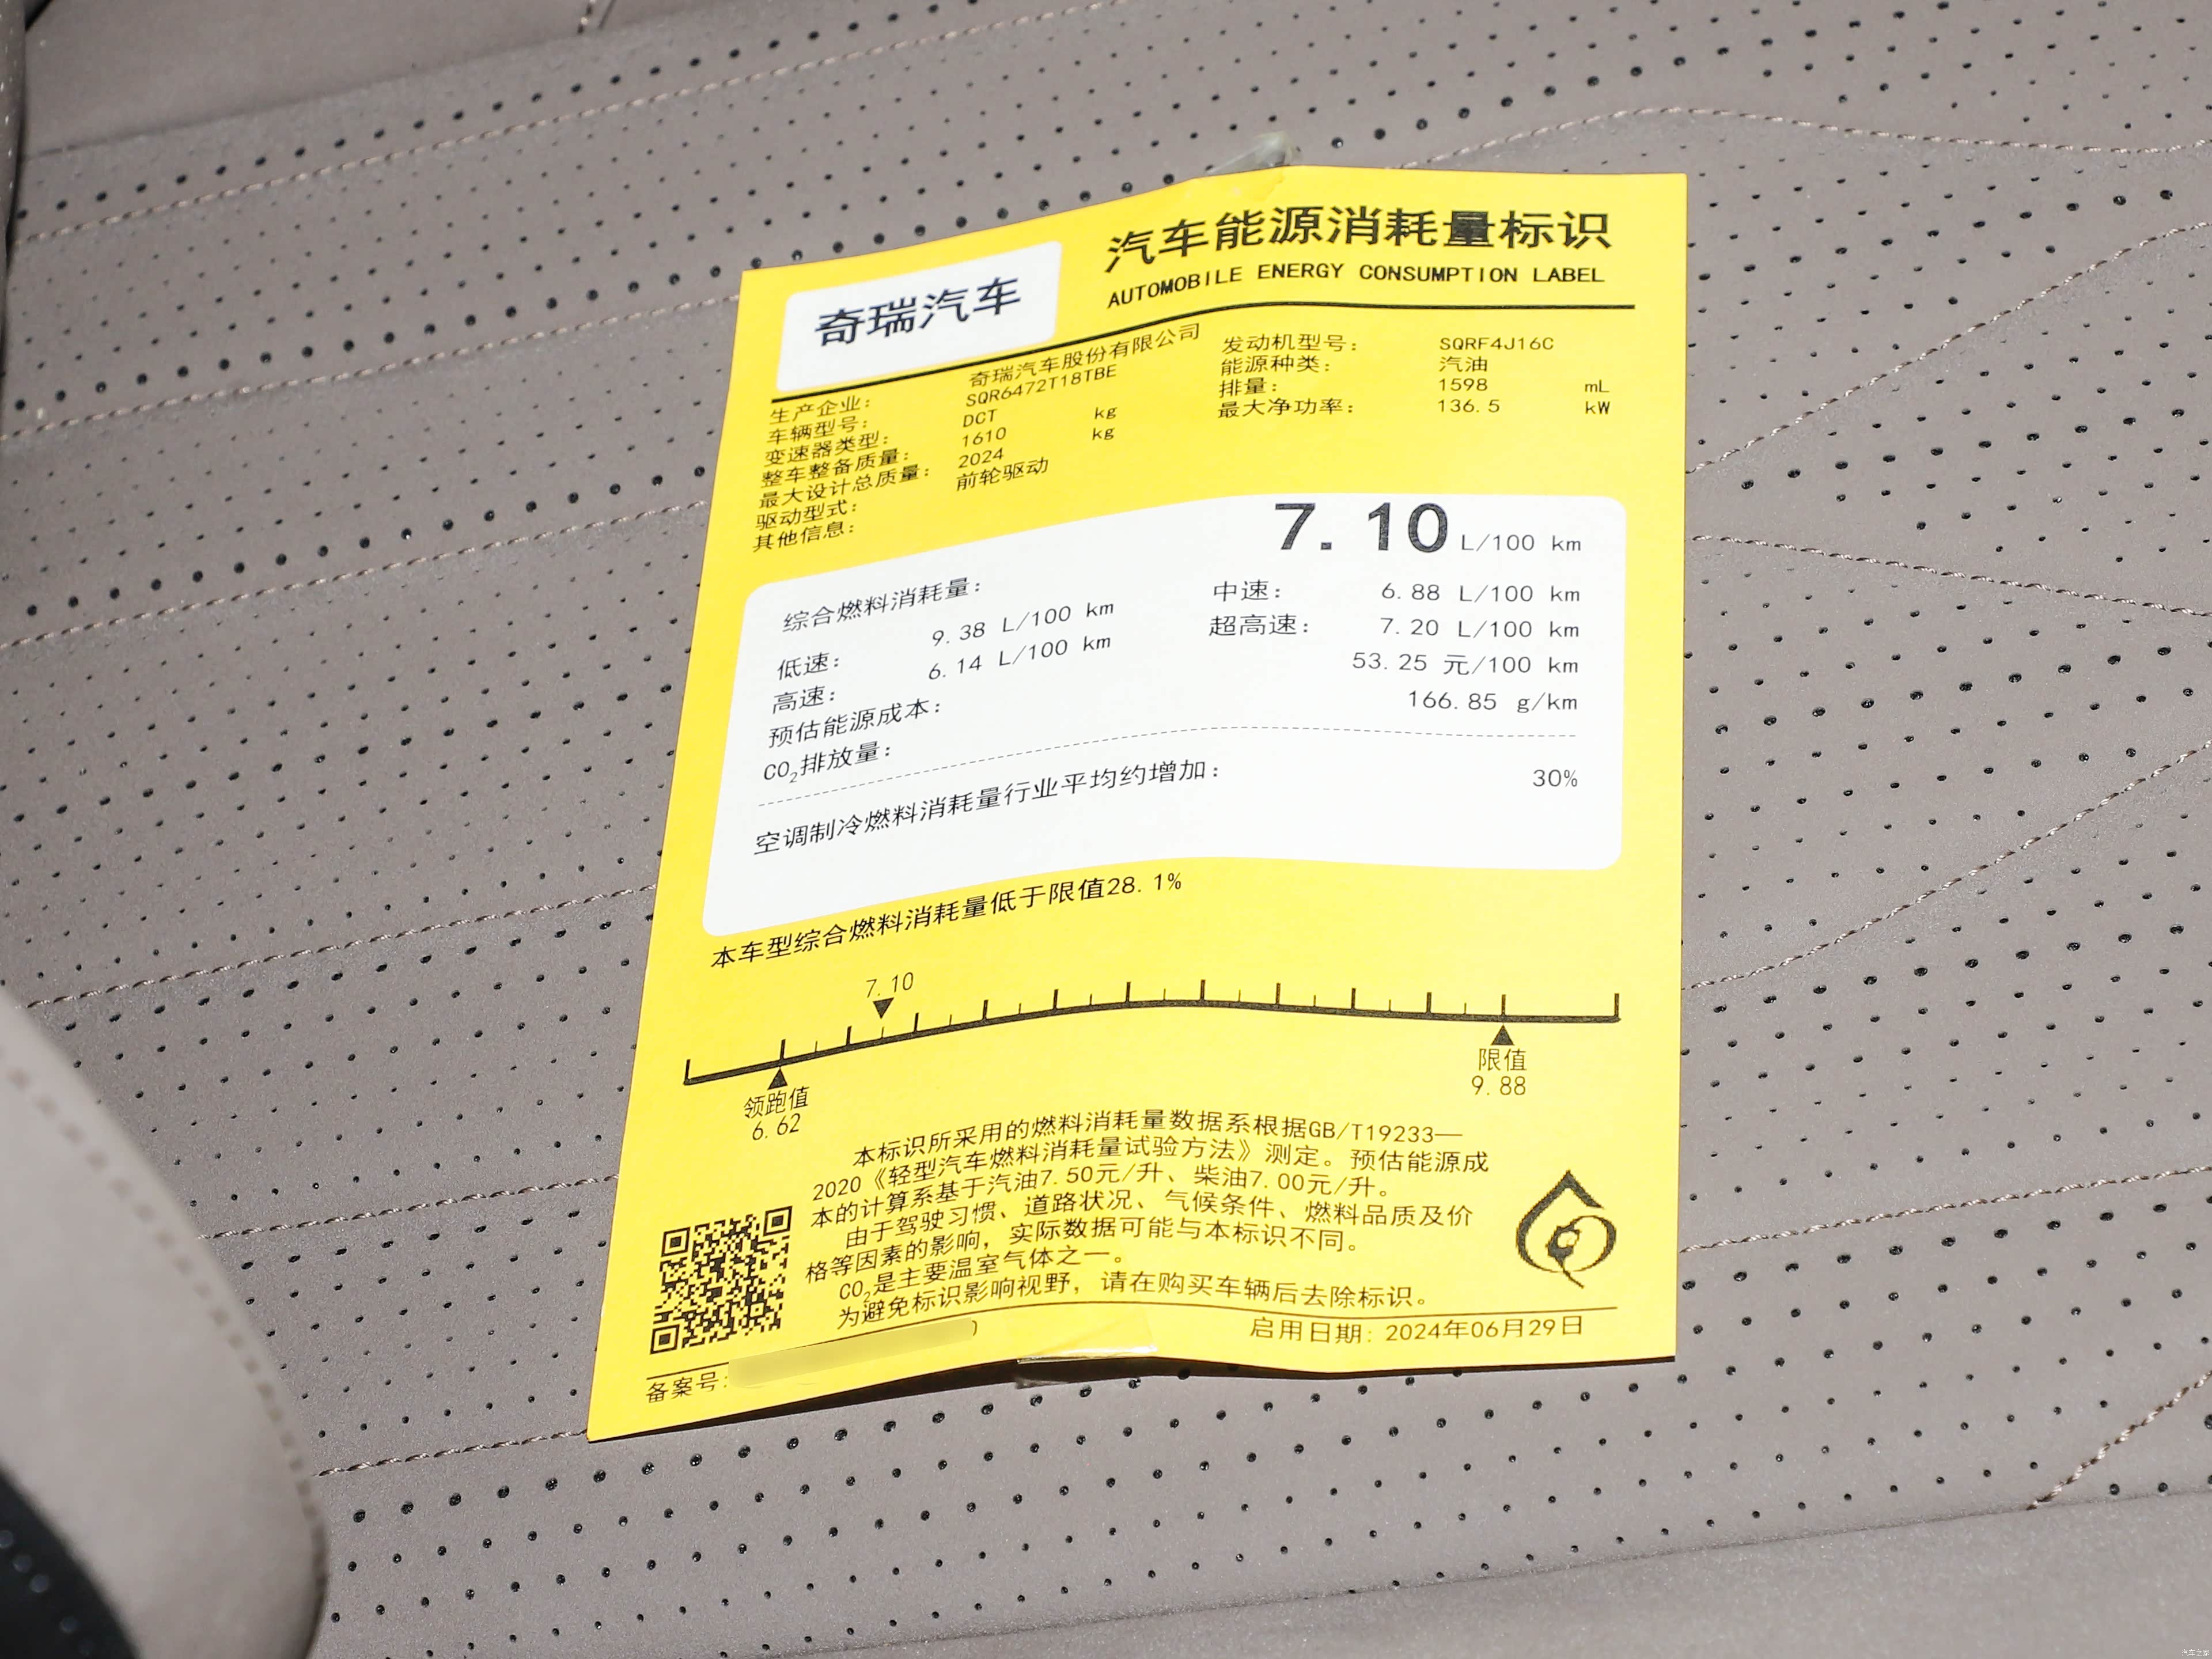 汽车能源消耗量标识
AUTOMOBILE ENERGY CONSUMPTION LABEL
奇瑞汽车
生产企业： 奇瑞汽车股份有限公司
车辆型号： SQR6472T18TBE
变速器类型： DCT
整车整备质量： 1610 kg
最大设计总质量： 2024 kg
驱动型式： 前轮驱动
其他信息：
发动机型号： SQRF4J16C
能源种类： 汽油
排量： 1598 mL
最大净功率： 136.5 kW
综合燃料消耗量： 7.10 L/100 km
低速： 9.38 L/100 km 中速： 6.88 L/100 km
高速： 6.14 L/100 km 超高速： 7.20 L/100 km
预估能源成本： 53.25 元/100 km
CO₂排放量： 166.85 g/km
空调制冷燃料消耗量行业平均约增加： 30%
本车型综合燃料消耗量低于限值28.1%
7.10
领跑值
6.62
限值
9.88
本标识所采用的燃料消耗量数据系根据GB/T19233—
2020《轻型汽车燃料消耗量试验方法》测定。预估能源成
本的计算系基于汽油7.50元/升、柴油7.00元/升。
由于驾驶习惯、道路状况、气候条件、燃料品质及价
格等因素的影响，实际数据可能与本标识不同。
CO₂是主要温室气体之一。
为避免标识影响视野，请在购买车辆后去除标识。
备案号： 启用日期：2024年06月29日
汽车之家